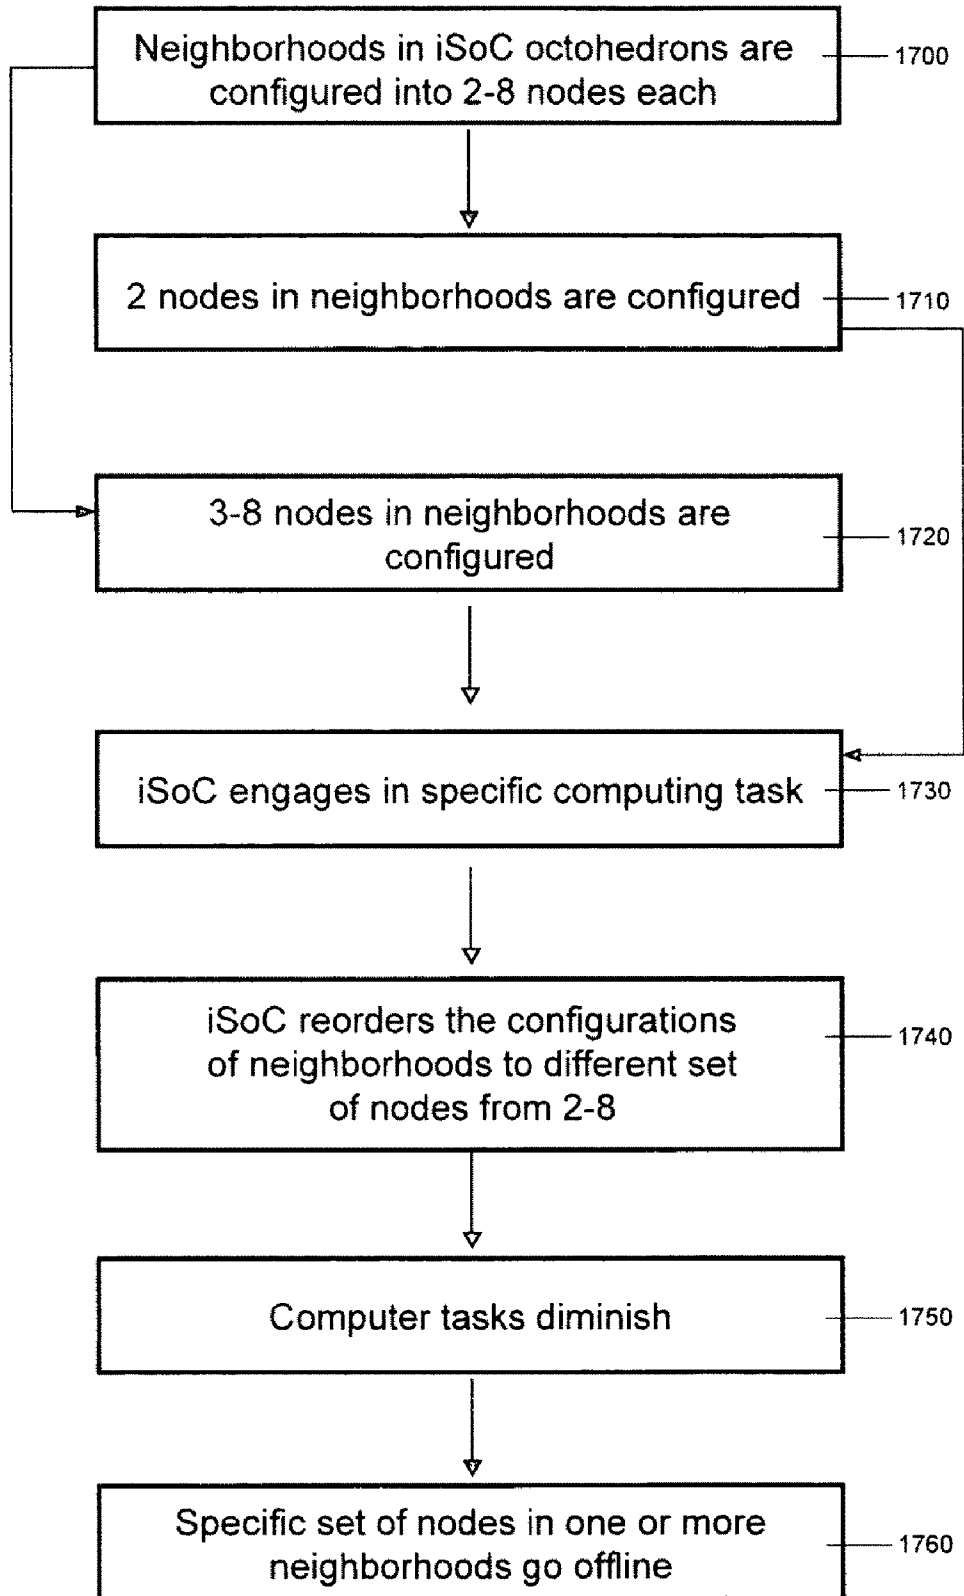 Neighborhoods in iSoC octohedrons are
configured into 2-8 nodes each
1700
2 nodes in neighborhoods are configured
1710
3-8 nodes in neighborhoods are
configured
1720
iSoC engages in specific computing task
1730
iSoC reorders the configurations
of neighborhoods to different set
of nodes from 2-8
1740
Computer tasks diminish
1750
Specific set of nodes in one or more
neighborhoods go offline
1760